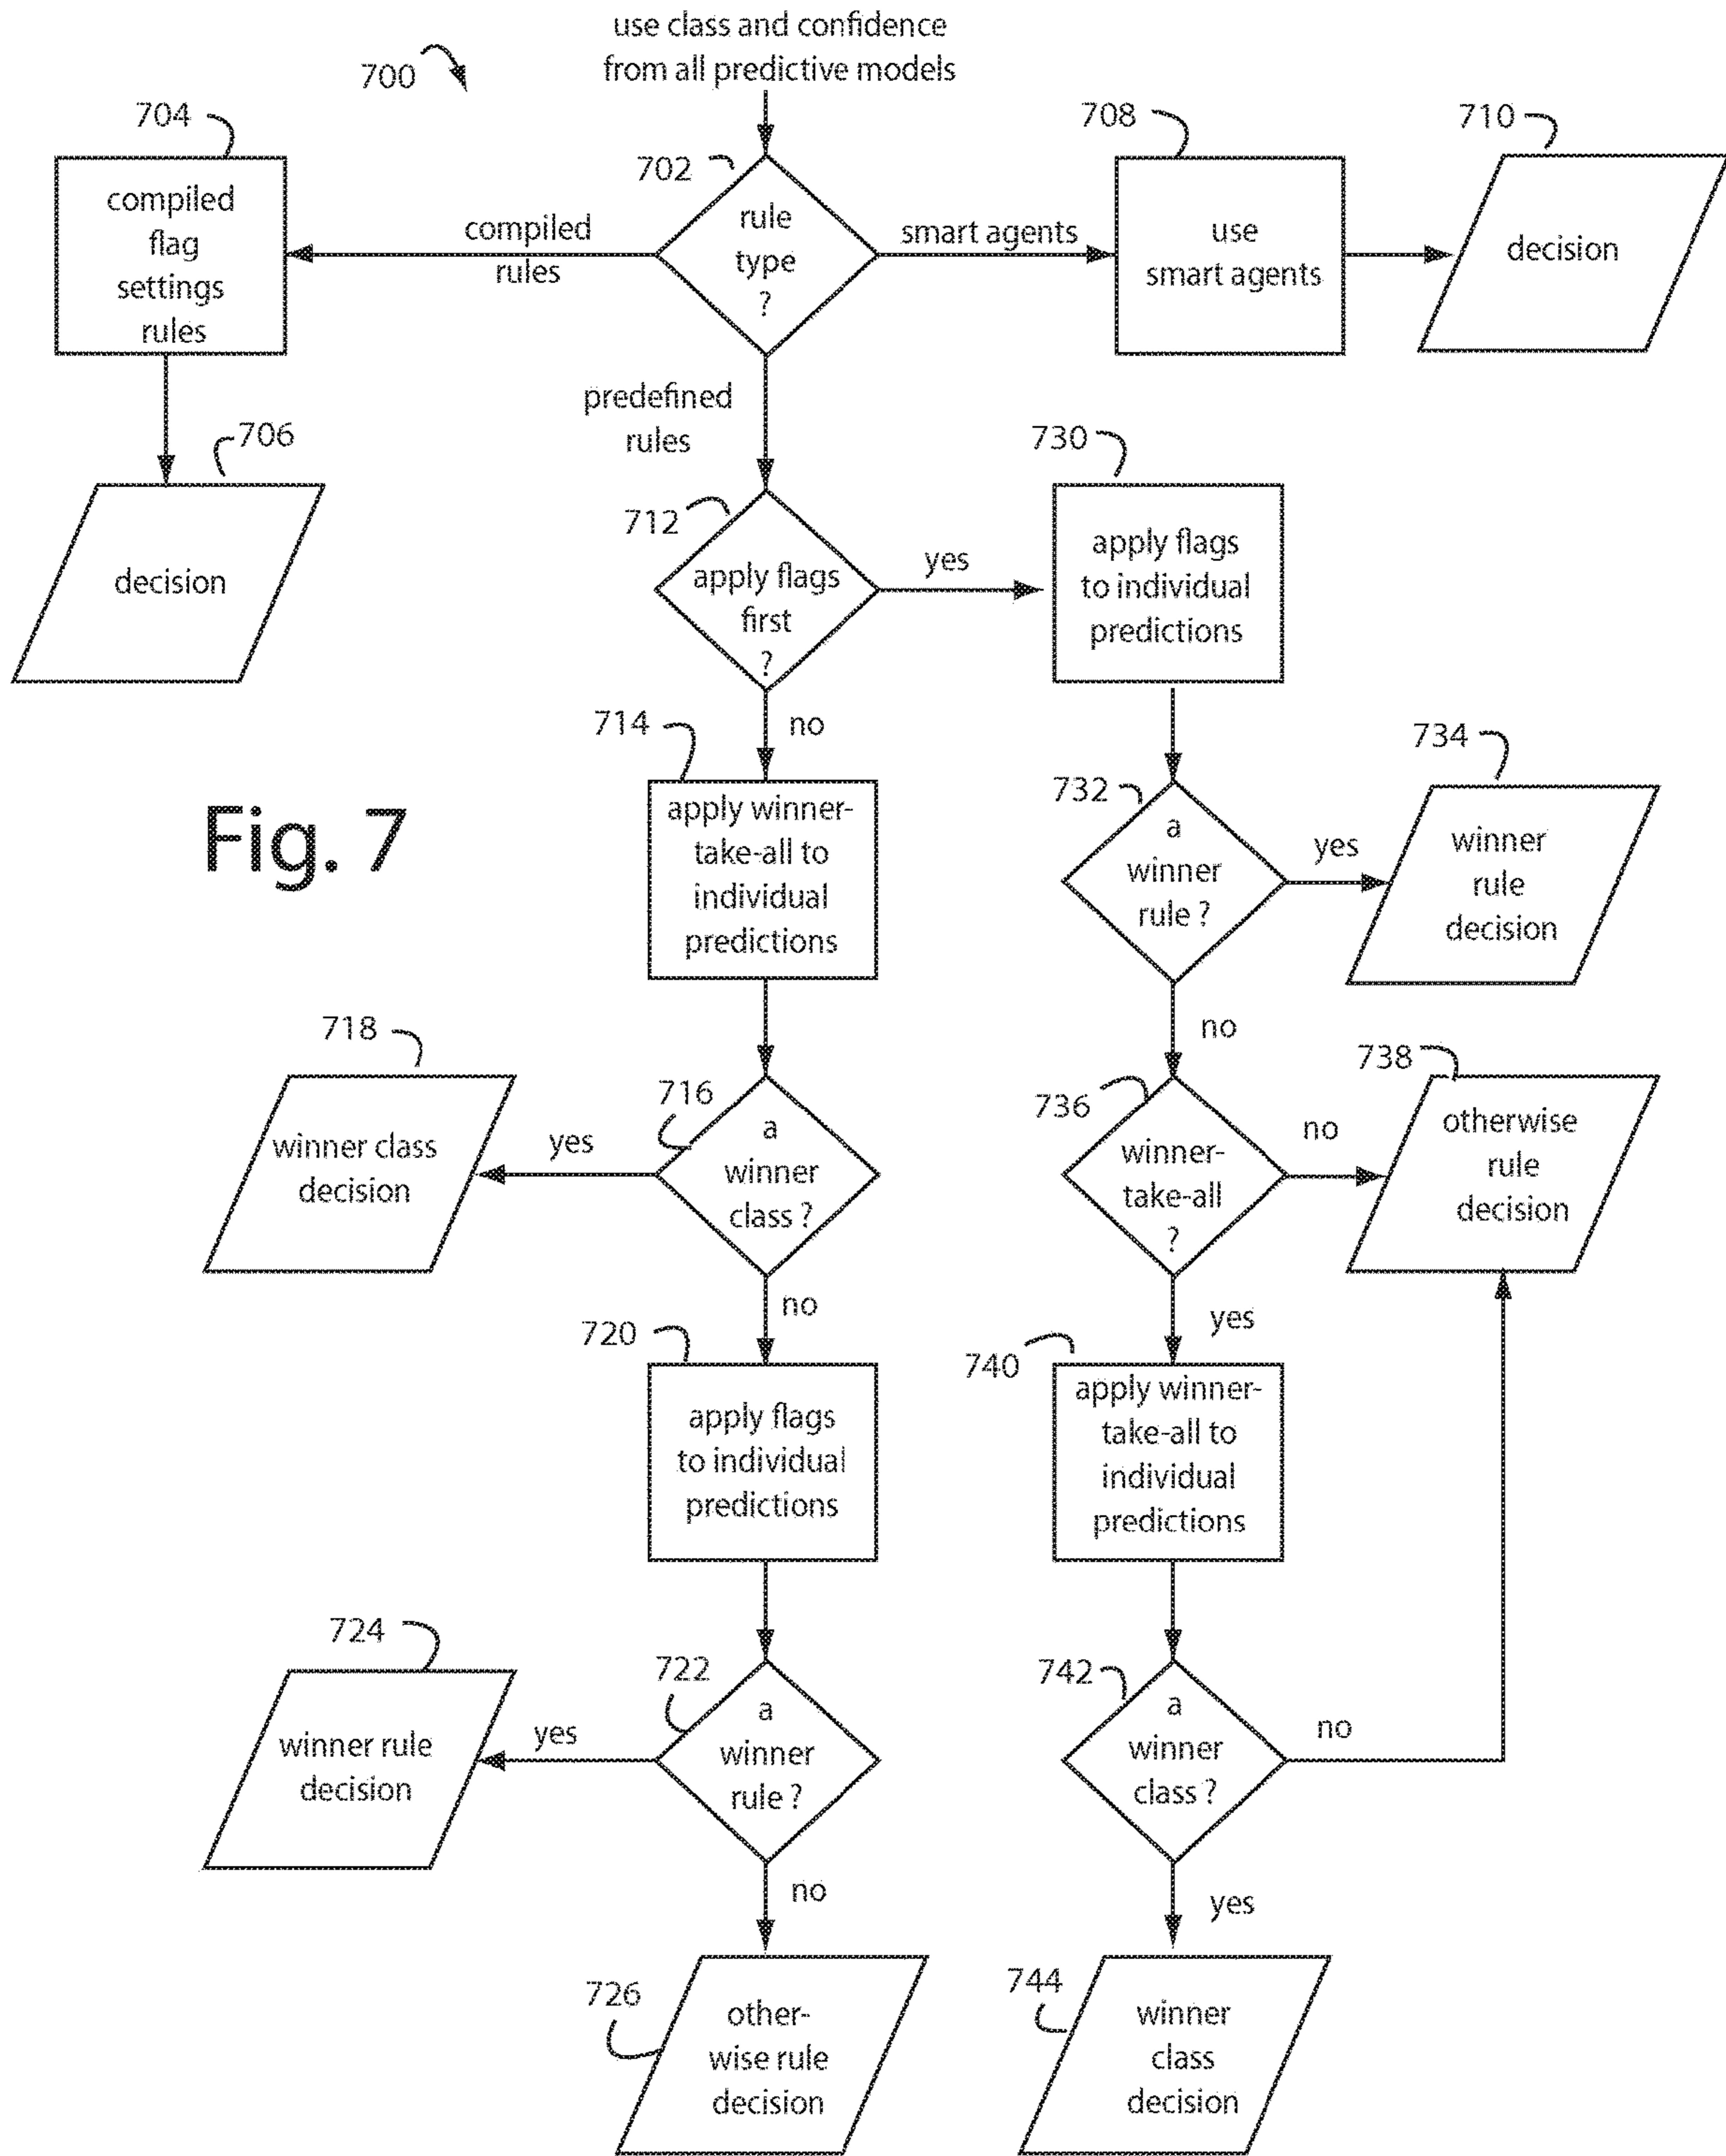 use class and confidence
from all predictive models
700
704
702
708
710
compiled
flag
settings
rules
compiled
rules
rule
type
?
smart agents
use
smart agents
decision
predefined
rules
706
decision
712
apply flags
first
?
yes
730
apply flags
to individual
predictions
no
714
apply winner-
take-all to
individual
predictions
Fig. 7
732
a
winner
rule ?
yes
734
winner
rule
decision
no
718
winner class
decision
yes
716
a
winner
class ?
736
winner-
take-all
?
no
738
otherwise
rule
decision
no
720
apply flags
to individual
predictions
yes
740
apply winner-
take-all to
individual
predictions
724
winner rule
decision
yes
722
a
winner
rule ?
742
a
winner
class ?
no
no
726
other-
wise rule
decision
yes
744
winner
class
decision